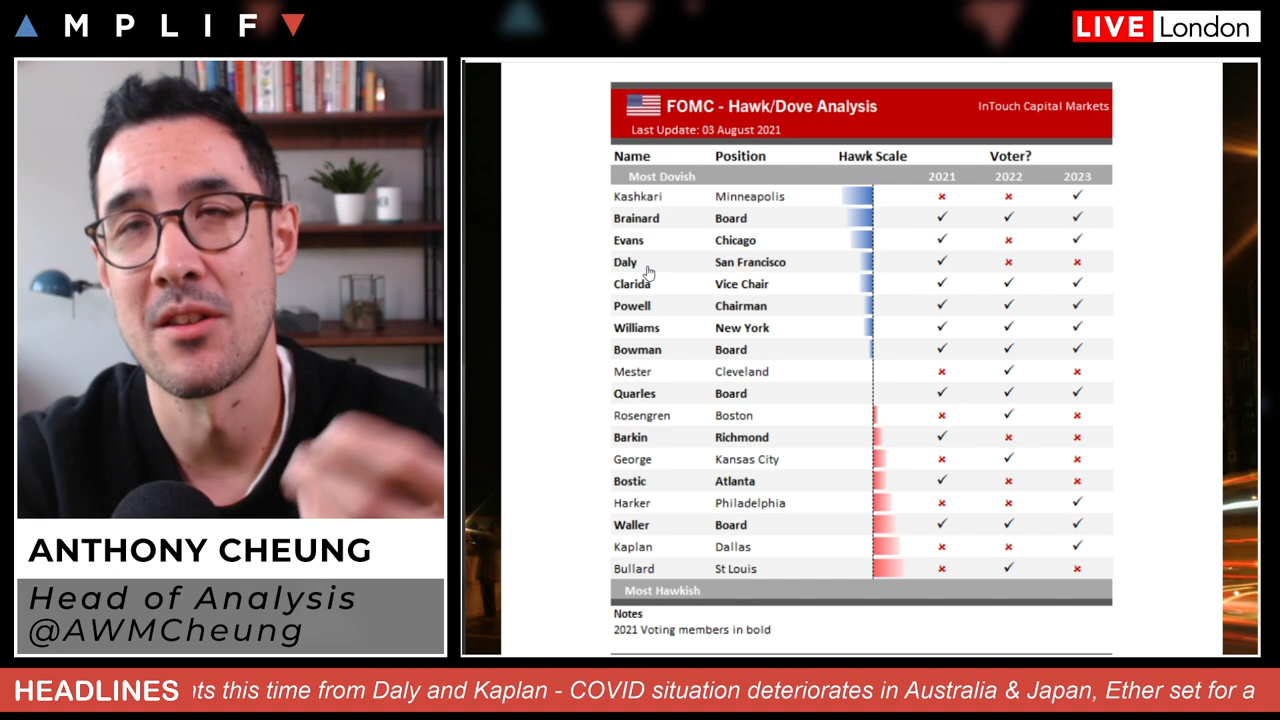 ▲ M P L I F ▼
LIVE London
FOMC - Hawk/Dove Analysis InTouch Capital Markets
Last Update: 03 August 2021
Name Position Hawk Scale Voter?
Most Dovish 2021 2022 2023
Kashkari Minneapolis × × ✓
Brainard Board ✓ ✓ ✓
Evans Chicago ✓ × ✓
Daly San Francisco ✓ × ×
Clarida Vice Chair ✓ ✓ ✓
Powell Chairman ✓ ✓ ✓
Williams New York ✓ ✓ ✓
Bowman Board ✓ ✓ ✓
Mester Cleveland × ✓ ×
Quarles Board ✓ ✓ ✓
Rosengren Boston × ✓ ×
Barkin Richmond ✓ × ×
George Kansas City × ✓ ×
Bostic Atlanta ✓ × ×
Harker Philadelphia × × ✓
Waller Board ✓ ✓ ✓
Kaplan Dallas × × ✓
Bullard St Louis × ✓ ×
Most Hawkish
Notes
2021 Voting members in bold
ANTHONY CHEUNG
Head of Analysis
@AWMCheung
HEADLINES this time from Daly and Kaplan - COVID situation deteriorates in Australia & Japan, Ether set for a